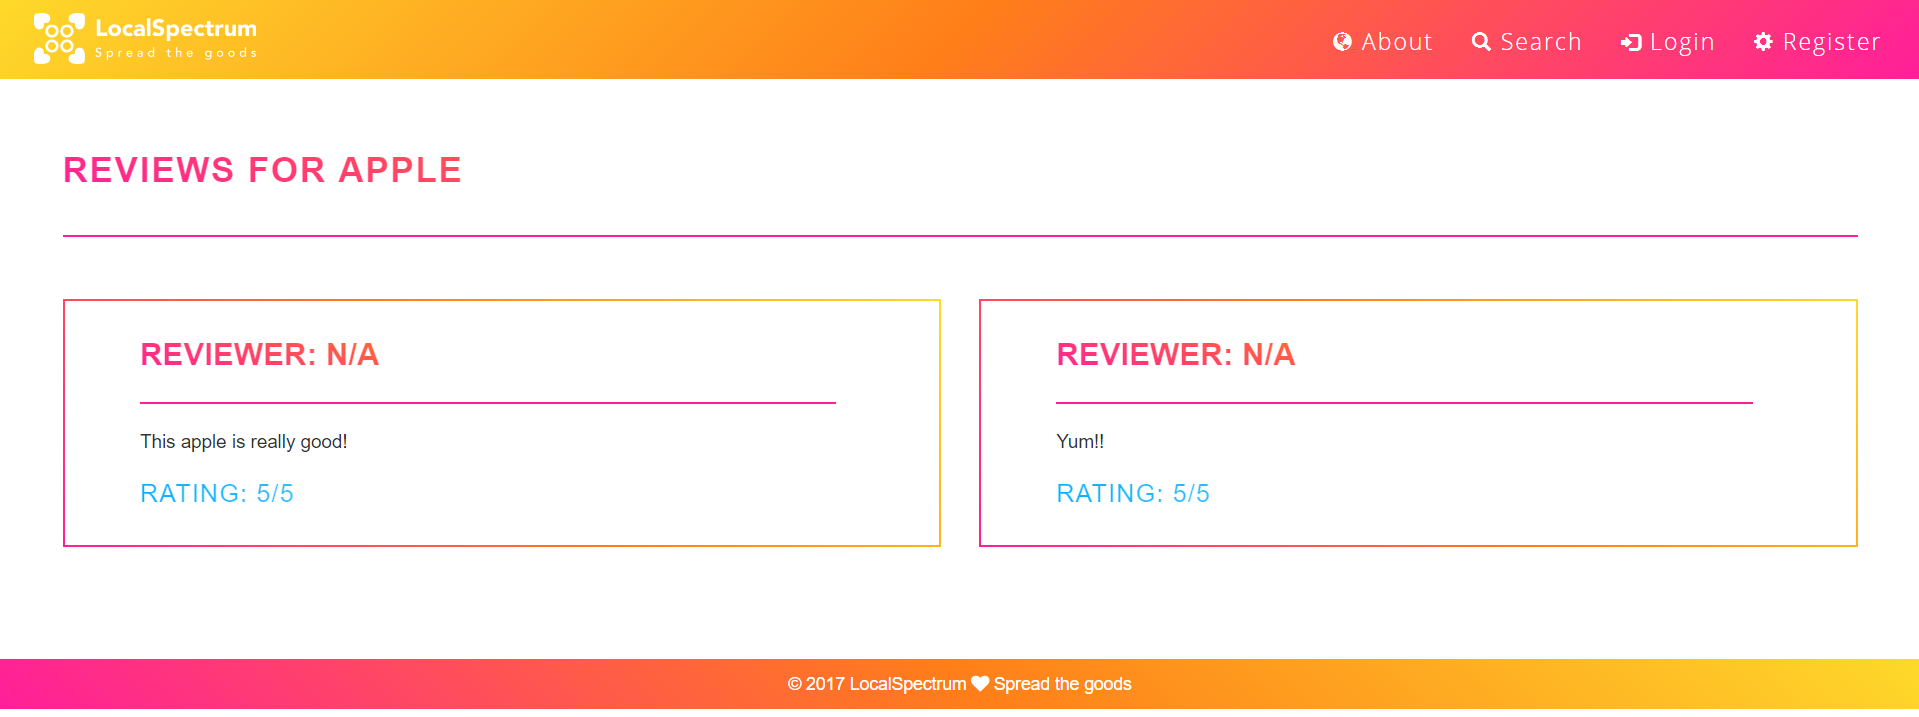 LocalSpectrum
Spread the goods
About Search Login Register
REVIEWS FOR APPLE
REVIEWER: N/A
This apple is really good!
RATING: 5/5
REVIEWER: N/A
Yum!!
RATING: 5/5
© 2017 LocalSpectrum Spread the goods